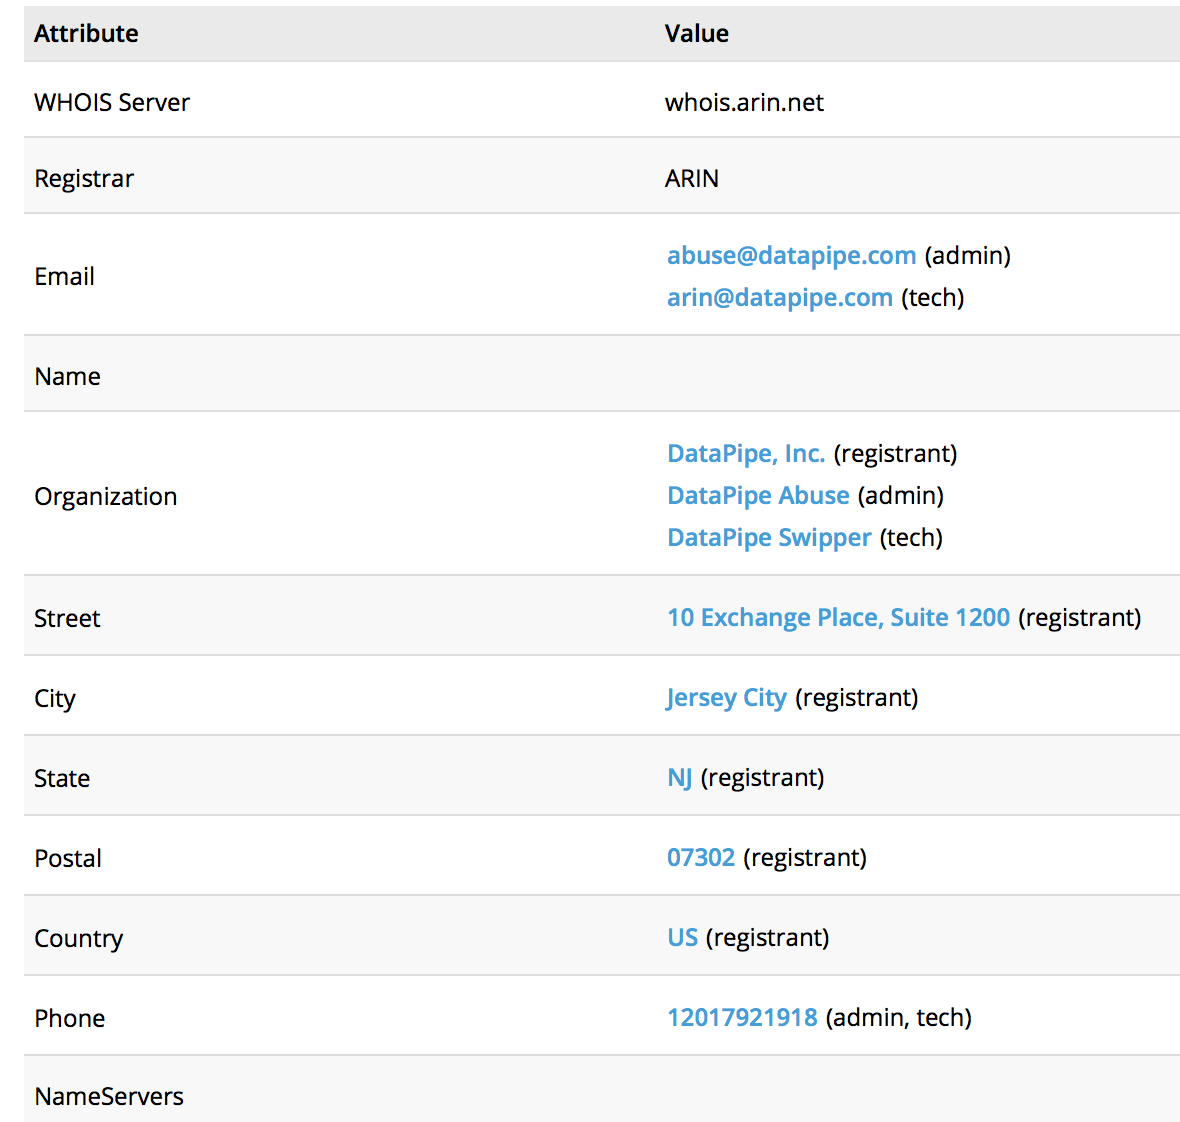 Attribute Value
WHOIS Server whois.arin.net
Registrar ARIN
Email
abuse@datapipe.com (admin)
arin@datapipe.com (tech)
Name
Organization
DataPipe, Inc. (registrant)
DataPipe Abuse (admin)
DataPipe Swipper (tech)
Street 10 Exchange Place, Suite 1200 (registrant)
City Jersey City (registrant)
State NJ (registrant)
Postal 07302 (registrant)
Country US (registrant)
Phone 12017921918 (admin, tech)
NameServers